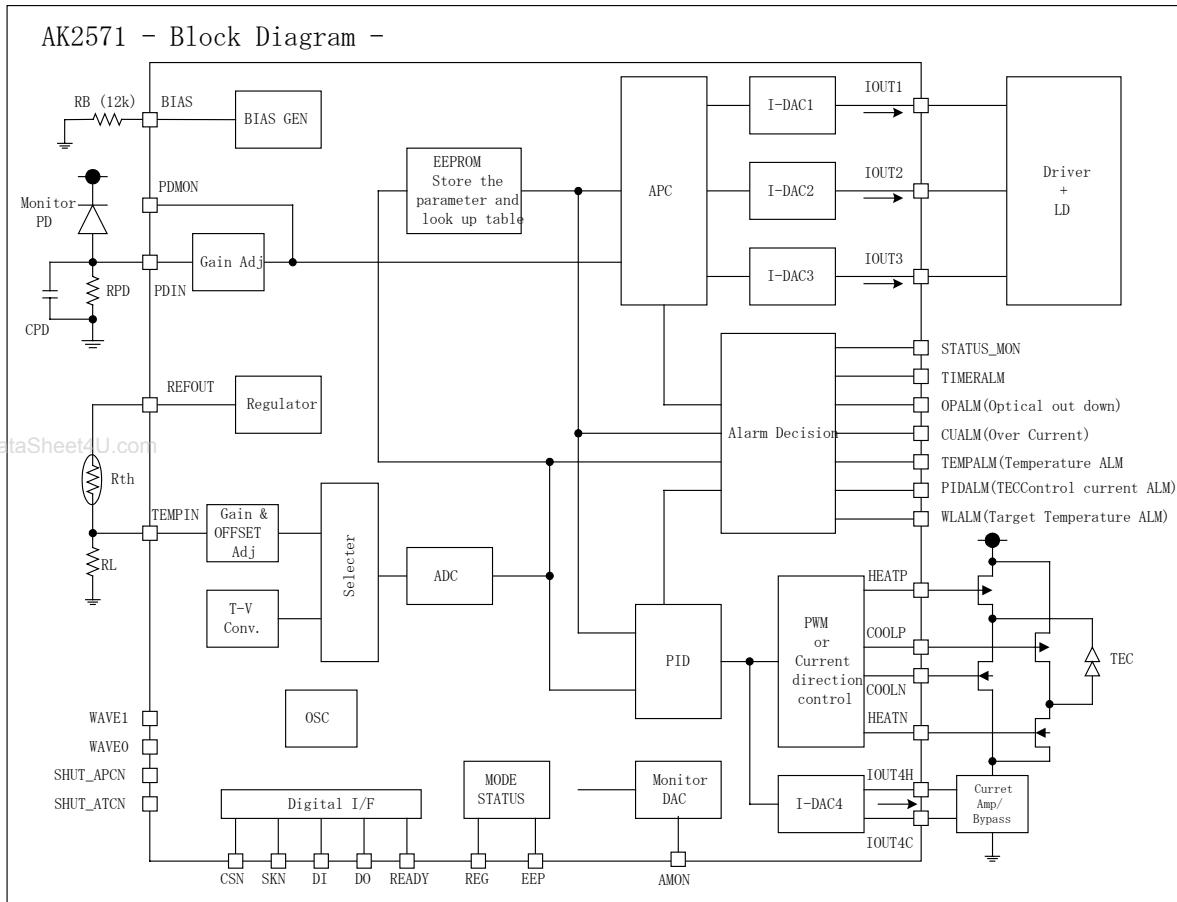 AK2571 - Block Diagram -
RB (12k)
BIAS
BIAS GEN
PDMON
Monitor
PD
Gain Adj
PDIN
RPD
CPD
EEPROM
Store the
parameter and
look up table
APC
I-DAC1
I-DAC2
I-DAC3
IOUT1
IOUT2
IOUT3
Driver
+
LD
REFOUT
Regulator
ataSheet4U.com
Rth
TEMPIN
RL
Gain &
OFFSET
Adj
T-V
Conv.
Selecter
ADC
OSC
Alarm Decision
STATUS_MON
TIMERALM
OPALM(Optical out down)
CUALM(Over Current)
TEMPALM(Temperature ALM
PIDALM(TECControl current ALM)
WLALM(Target Temperature ALM)
PID
PWM
or
Current
direction
control
HEATP
COOLP
COOLN
HEATN
TEC
WAVE1
WAVE0
SHUT_APCN
SHUT_ATCN
Digital I/F
MODE
STATUS
Monitor
DAC
I-DAC4
IOUT4H
IOUT4C
Curret
Amp/
Bypass
CSN
SKN
DI
DO
READY
REG
EEP
AMON